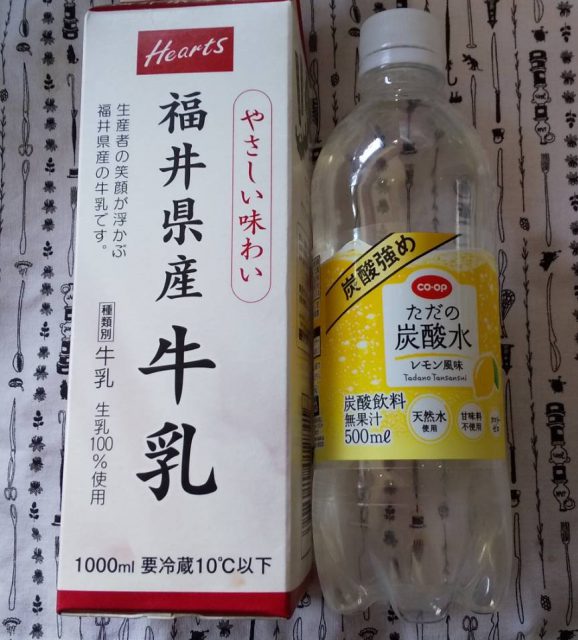 Hearts
やさしい味わい
福井県産 牛乳
生産者の笑顔が浮かぶ
福井県産の牛乳です。
種類別 牛乳 生乳100%使用
1000ml 要冷蔵10℃以下
炭酸強め
co·op
ただの
炭酸水
レモン風味
Tadano Tansansui
炭酸飲料
無果汁
500mℓ
天然水
使用
甘味料
不使用